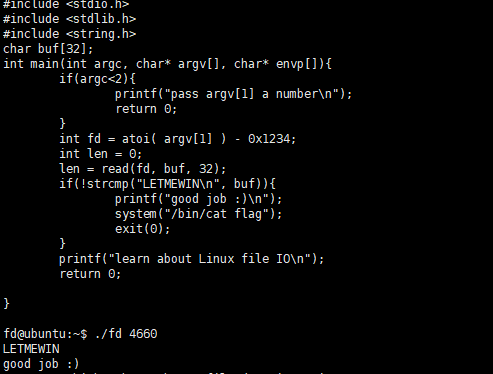 #include <stdio.h>
#include <stdlib.h>
#include <string.h>
char buf[32];
int main(int argc, char* argv[], char* envp[]){
        if(argc<2){
                printf("pass argv[1] a number\n");
                return 0;
        }
        int fd = atoi( argv[1] ) - 0x1234;
        int len = 0;
        len = read(fd, buf, 32);
        if(!strcmp("LETMEWIN\n", buf)){
                printf("good job :)\n");
                system("/bin/cat flag");
                exit(0);
        }
        printf("learn about Linux file IO\n");
        return 0;

}

fd@ubuntu:~$ ./fd 4660
LETMEWIN
good job :)